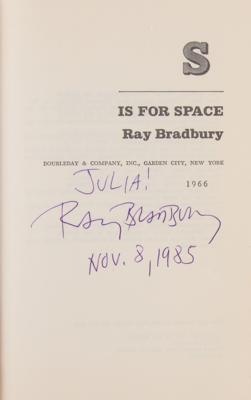 S
IS FOR SPACE
Ray Bradbury
DOUBLEDAY & COMPANY, INC., GARDEN CITY, NEW YORK
1966
JULIA!
RAY BRADBURY
NOV. 8, 1985